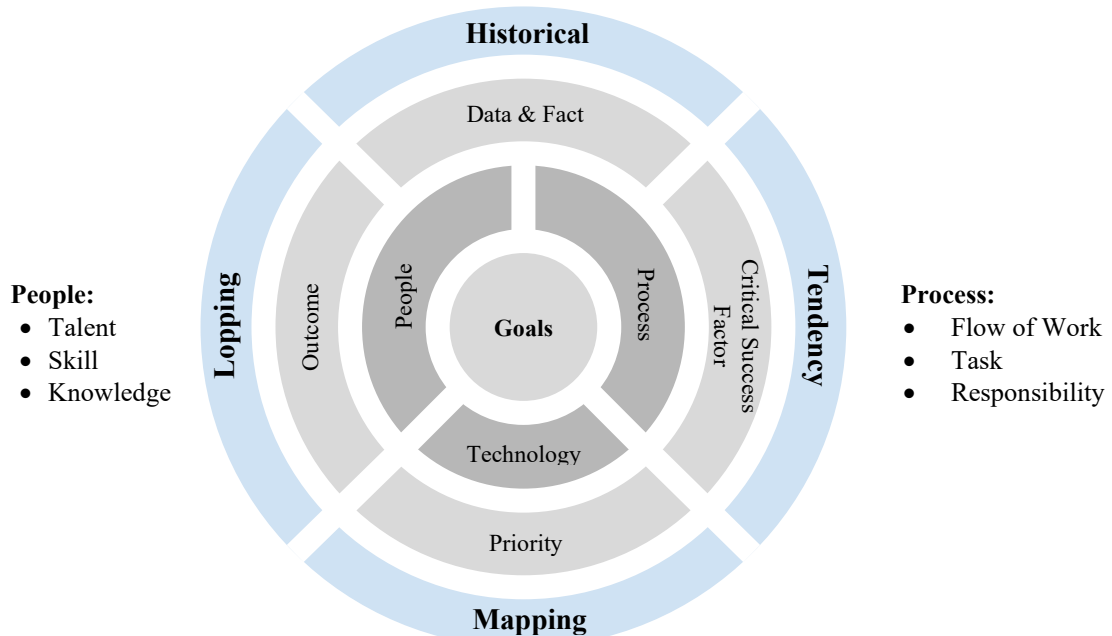 Historical
Data & Fact
People
Process
Goals
Technology
Outcome
Critical Success
Factor
Lopping
Tendency
Priority
Mapping
People:
• Talent
• Skill
• Knowledge
Process:
• Flow of Work
• Task
• Responsibility